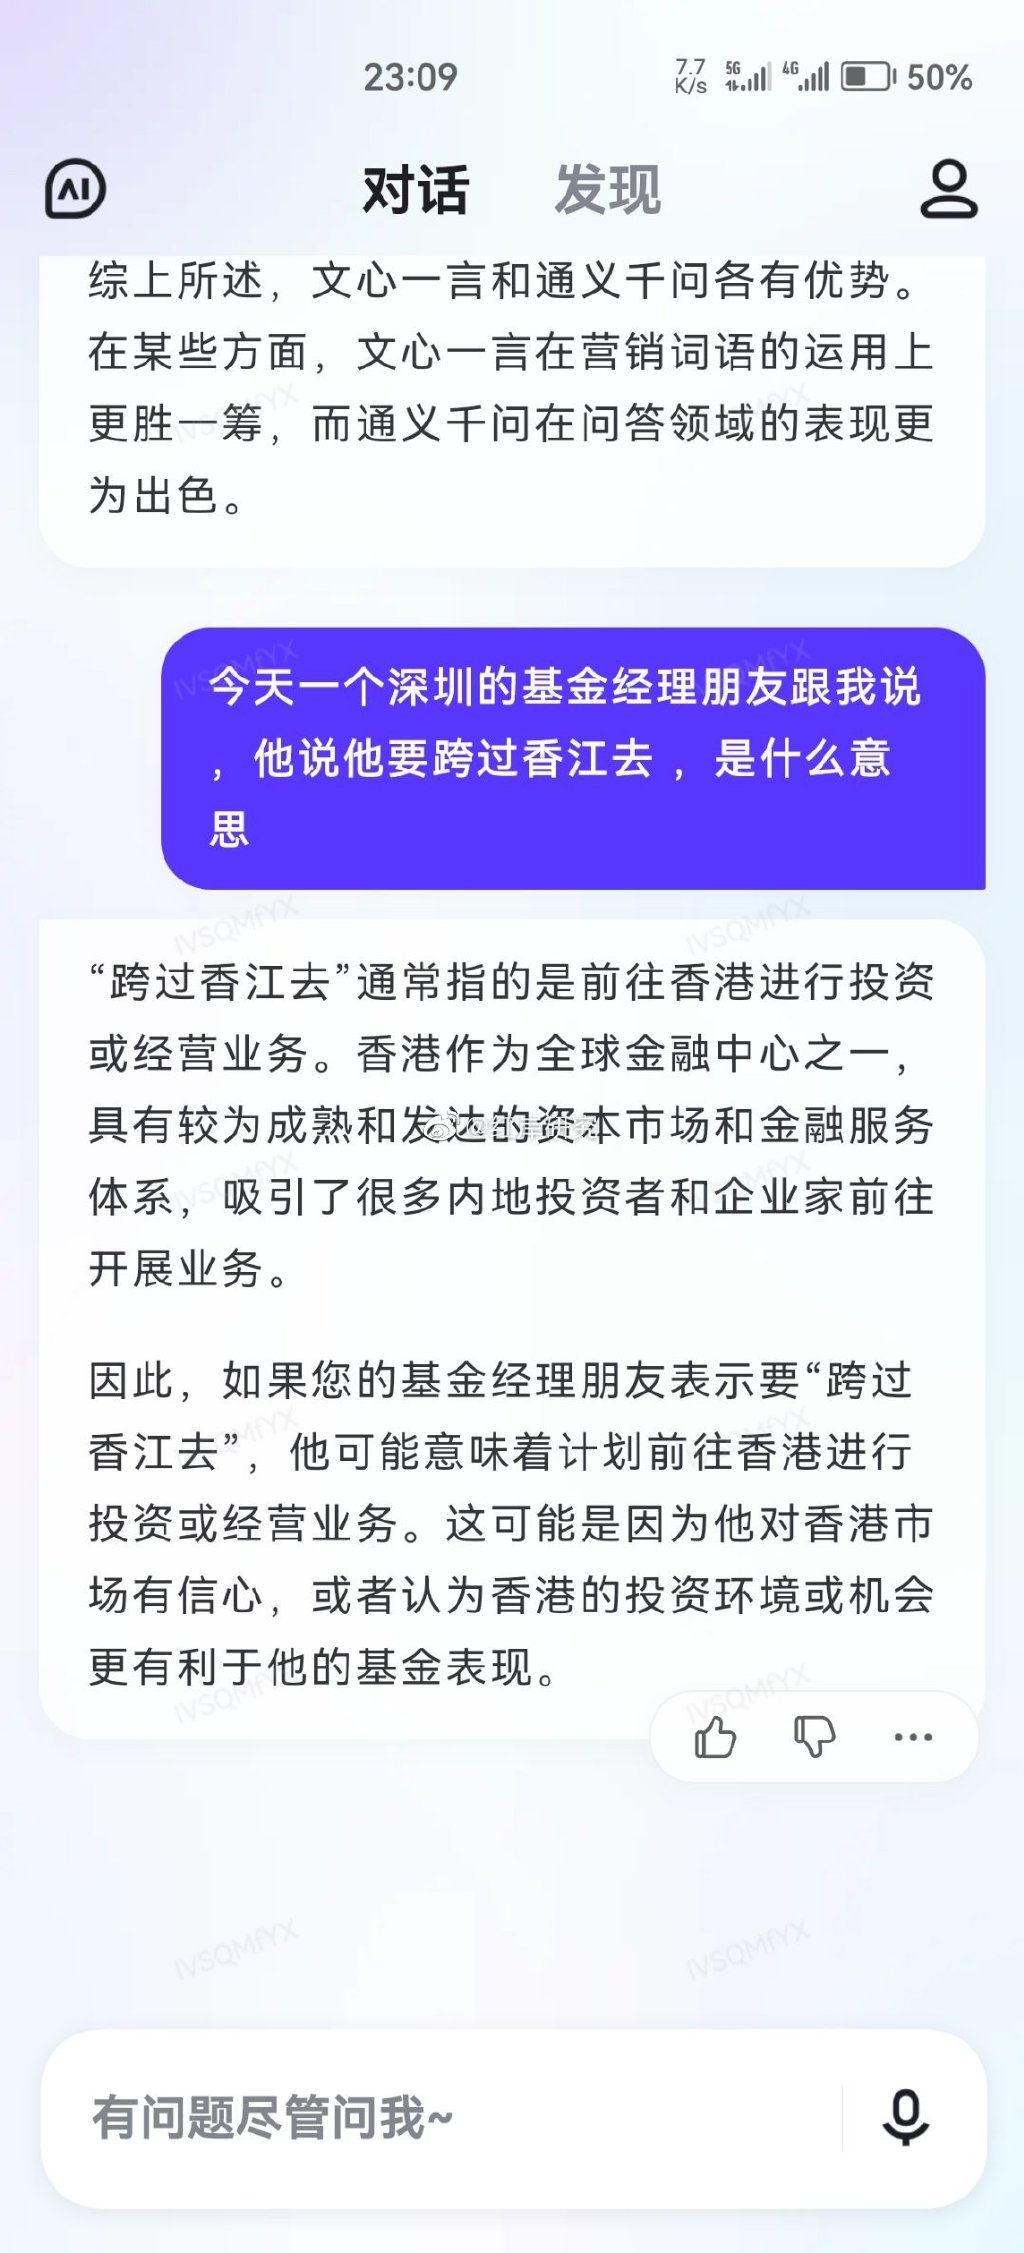 23:09
7.7 K/s 5G 4G 50%
AI 对话 发现
综上所述，文心一言和通义千问各有优势。
在某些方面，文心一言在营销词语的运用上
更胜一筹，而通义千问在问答领域的表现更
为出色。
今天一个深圳的基金经理朋友跟我说
，他说他要跨过香江去 ，是什么意
思
“跨过香江去”通常指的是前往香港进行投资
或经营业务。香港作为全球金融中心之一，
具有较为成熟和发达的资本市场和金融服务
体系，吸引了很多内地投资者和企业家前往
开展业务。
因此，如果您的基金经理朋友表示要“跨过
香江去”，他可能意味着计划前往香港进行
投资或经营业务。这可能是因为他对香港市
场有信心，或者认为香港的投资环境或机会
更有利于他的基金表现。
IVSQMfYX
有问题尽管问我~